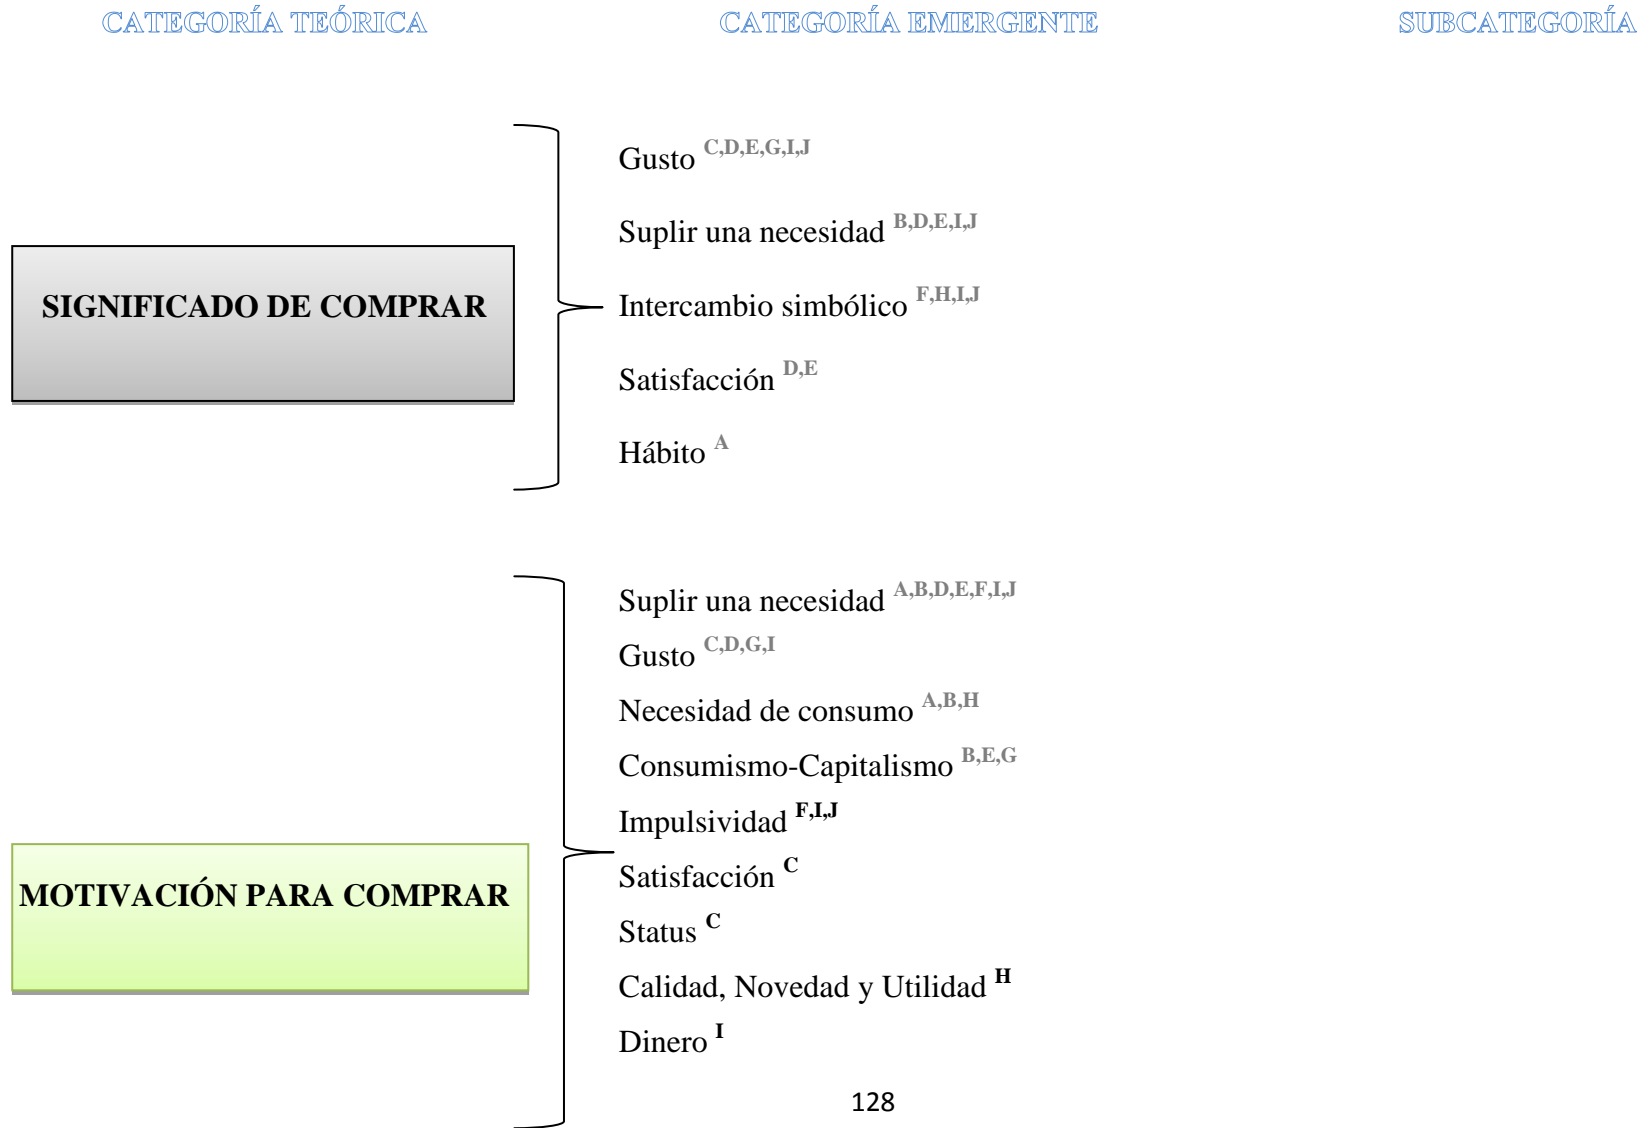 CATEGORÍA TEÓRICA
CATEGORÍA EMERGENTE
SUBCATEGORÍA
SIGNIFICADO DE COMPRAR
Gusto C,D,E,G,I,J
Suplir una necesidad B,D,E,I,J
Intercambio simbólico F,H,I,J
Satisfacción D,E
Hábito A
MOTIVACIÓN PARA COMPRAR
Suplir una necesidad A,B,D,E,F,I,J
Gusto C,D,G,I
Necesidad de consumo A,B,H
Consumismo-Capitalismo B,E,G
Impulsividad F,I,J
Satisfacción C
Status C
Calidad, Novedad y Utilidad H
Dinero I
128